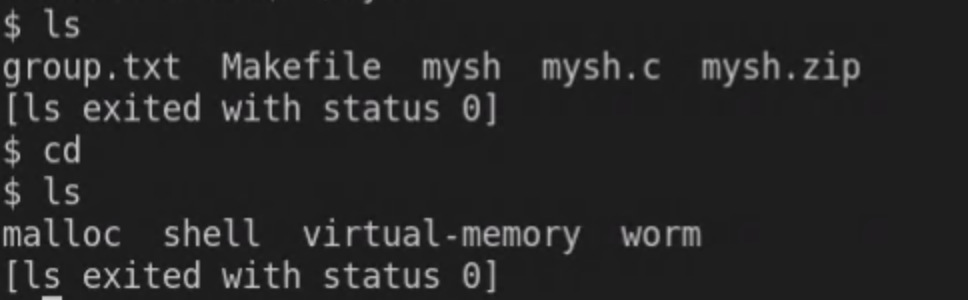 $ ls
group.txt  Makefile  mysh  mysh.c  mysh.zip
[ls exited with status 0]
$ cd
$ ls
malloc  shell  virtual-memory  worm
[ls exited with status 0]